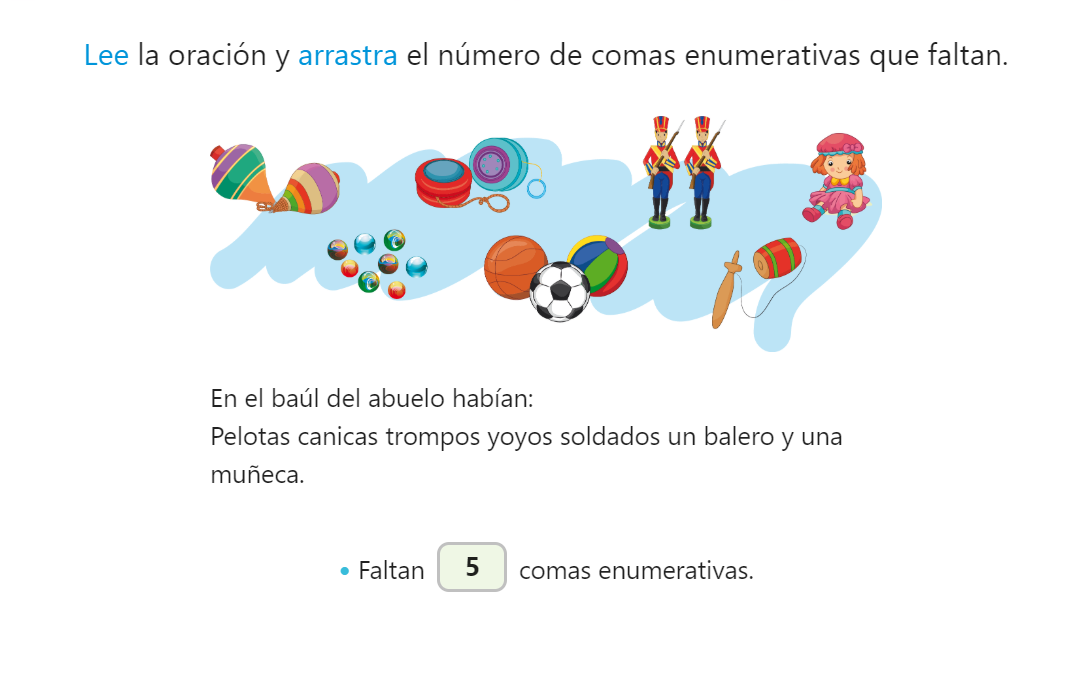 Lee la oración y arrastra el número de comas enumerativas que faltan.
En el baúl del abuelo habían:
Pelotas canicas trompos yoyos soldados un balero y una
muñeca.
• Faltan 5 comas enumerativas.